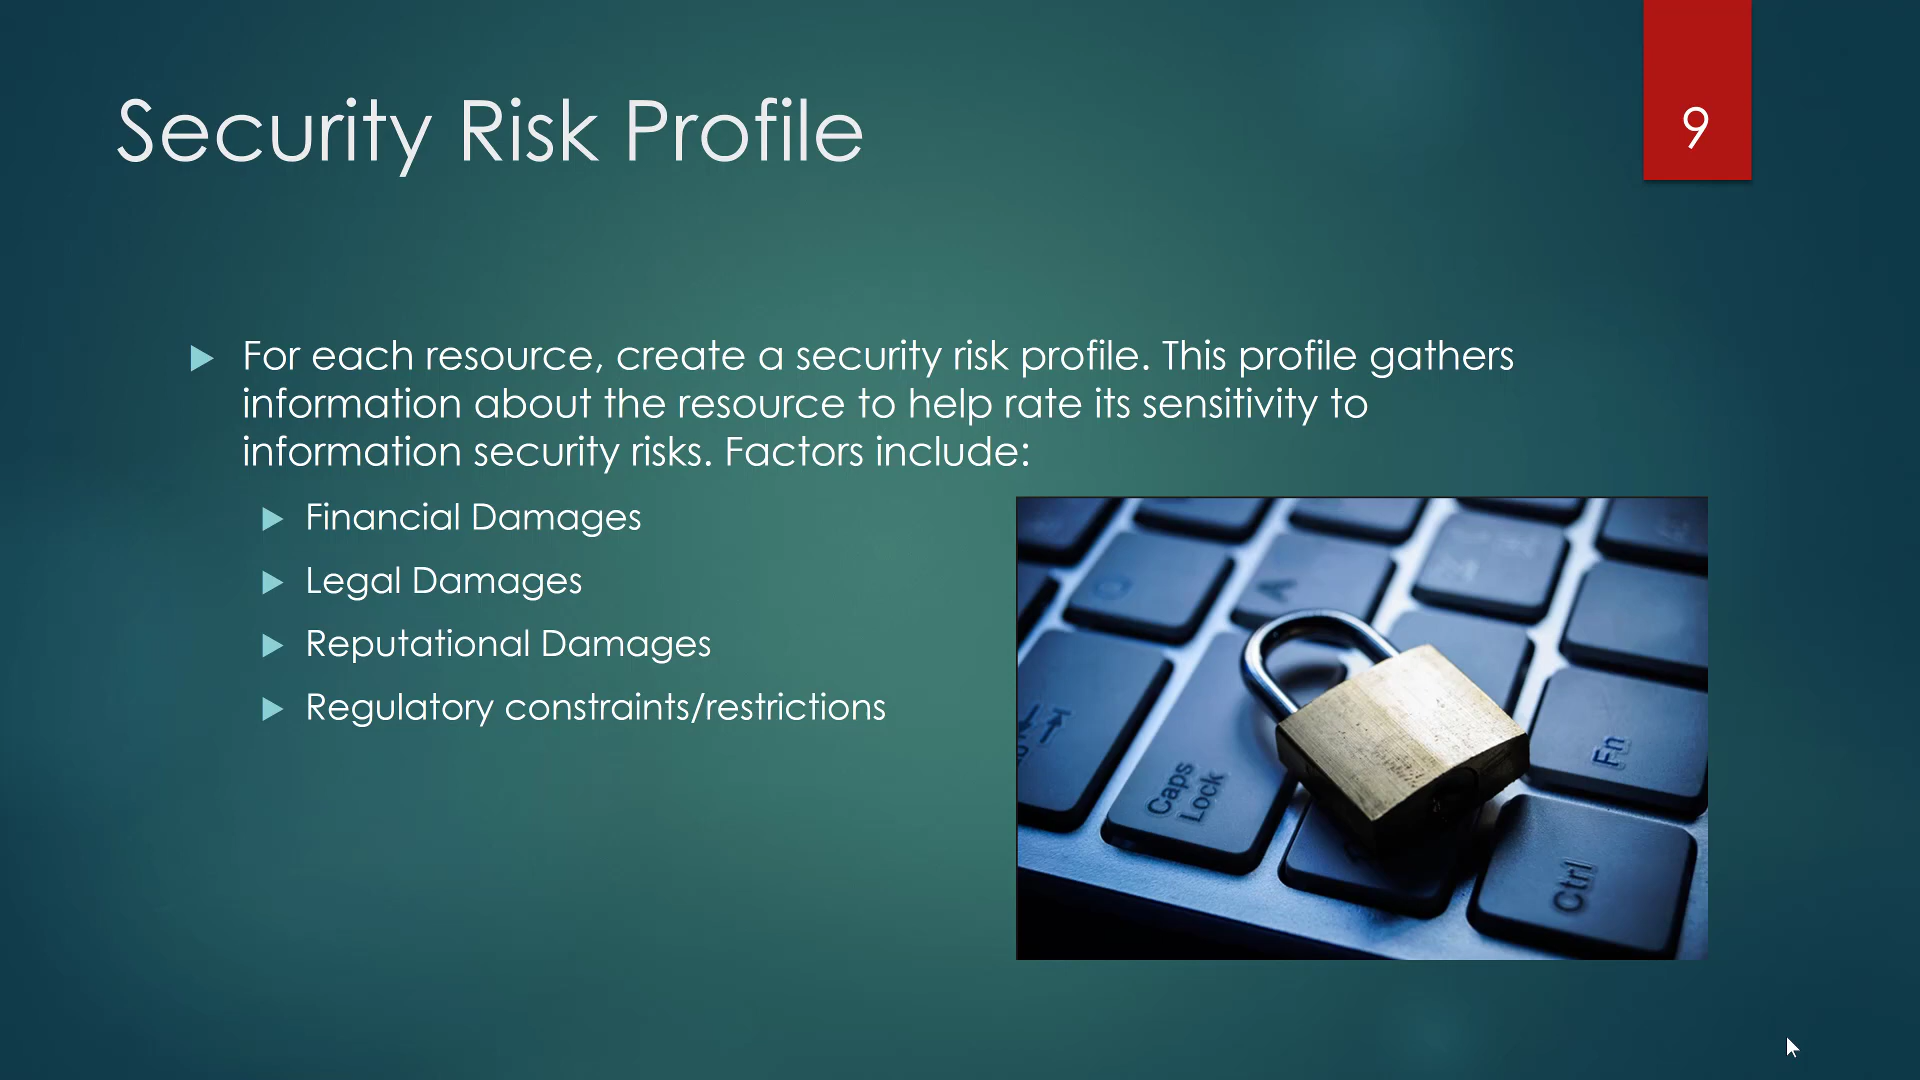 Security Risk Profile
9
For each resource, create a security risk profile. This profile gathers
information about the resource to help rate its sensitivity to
information security risks. Factors include:
Financial Damages
Legal Damages
Reputational Damages
Regulatory constraints/restrictions
A
Caps
Lock
Fn
Ctrl